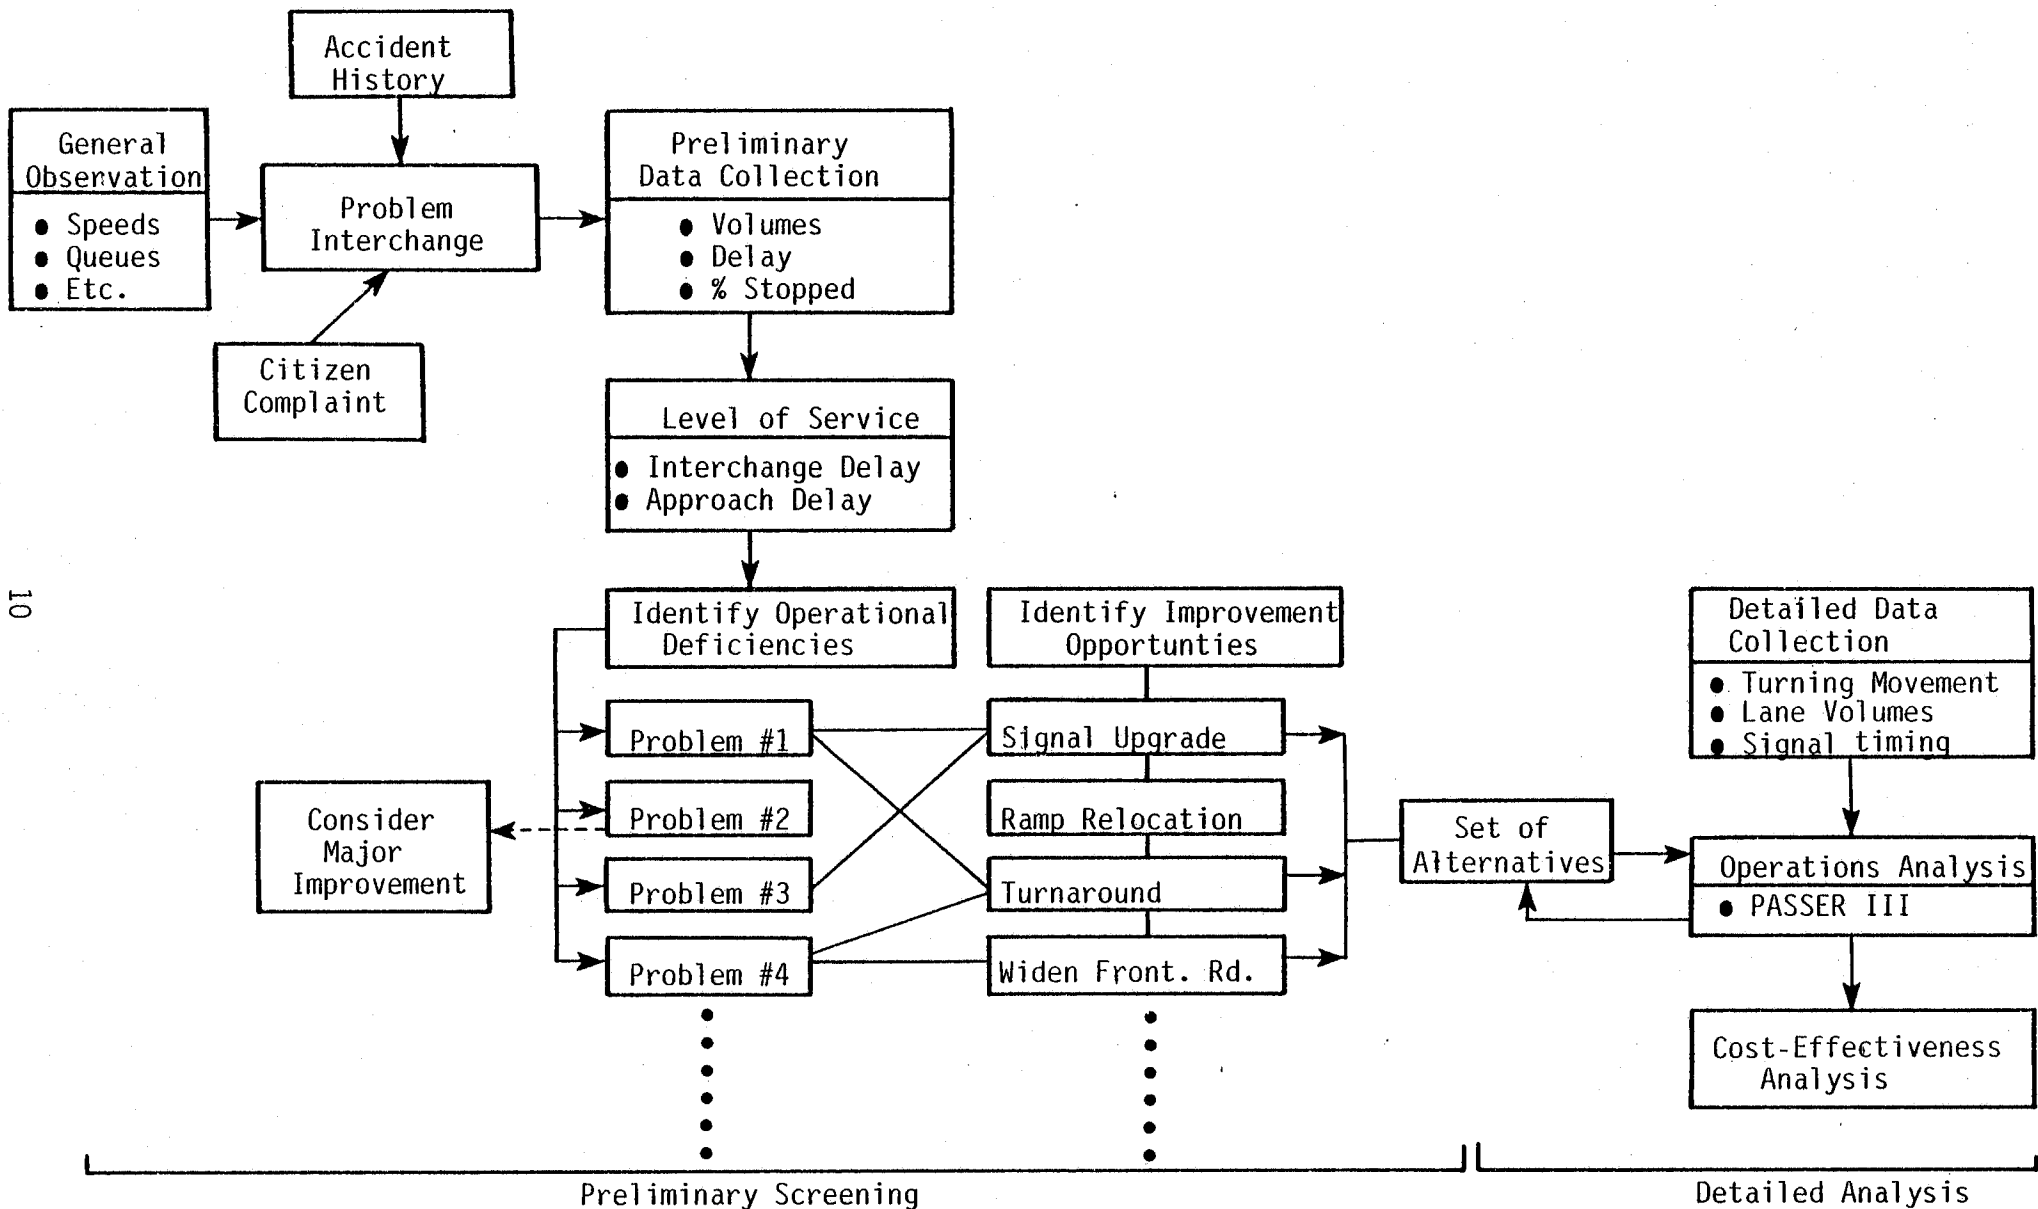 Accident
History
General
Observation
● Speeds
● Queues
● Etc.
Problem
Interchange
Citizen
Complaint
Preliminary
Data Collection
● Volumes
● Delay
● % Stopped
Level of Service
● Interchange Delay
● Approach Delay
Identify Operational
Deficiencies
Problem #1
Problem #2
Problem #3
Problem #4
Consider
Major
Improvement
Identify Improvement
Opportunties
Signal Upgrade
Ramp Relocation
Turnaround
Widen Front. Rd.
Set of
Alternatives
Detailed Data
Collection
● Turning Movement
● Lane Volumes
● Signal timing
Operations Analysis
● PASSER III
Cost-Effectiveness
Analysis
Preliminary Screening
Detailed Analysis
10